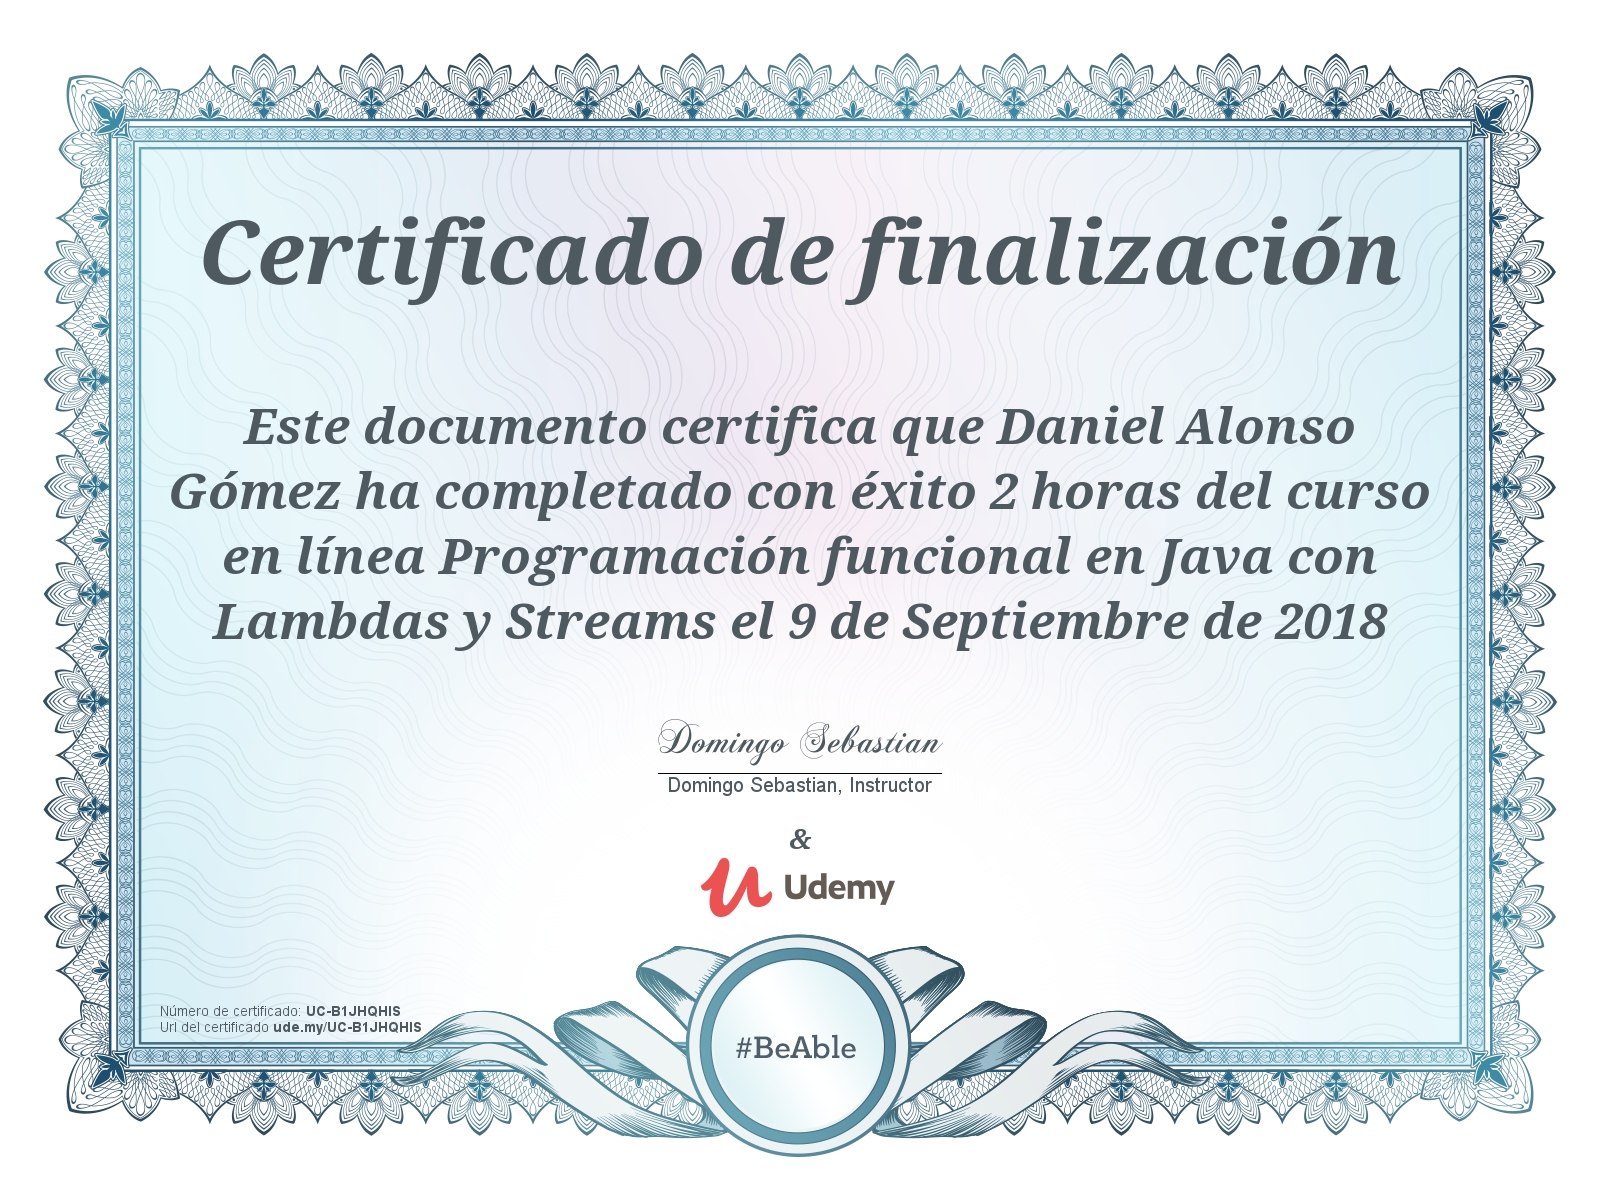 Certificado de finalización
Este documento certifica que Daniel Alonso
Gómez ha completado con éxito 2 horas del curso
en línea Programación funcional en Java con
Lambdas y Streams el 9 de Septiembre de 2018
Domingo Sebastian
Domingo Sebastian, Instructor
&
Udemy
Número de certificado: UC-B1JHQHIS
Url del certificado ude.my/UC-B1JHQHIS
#BeAble